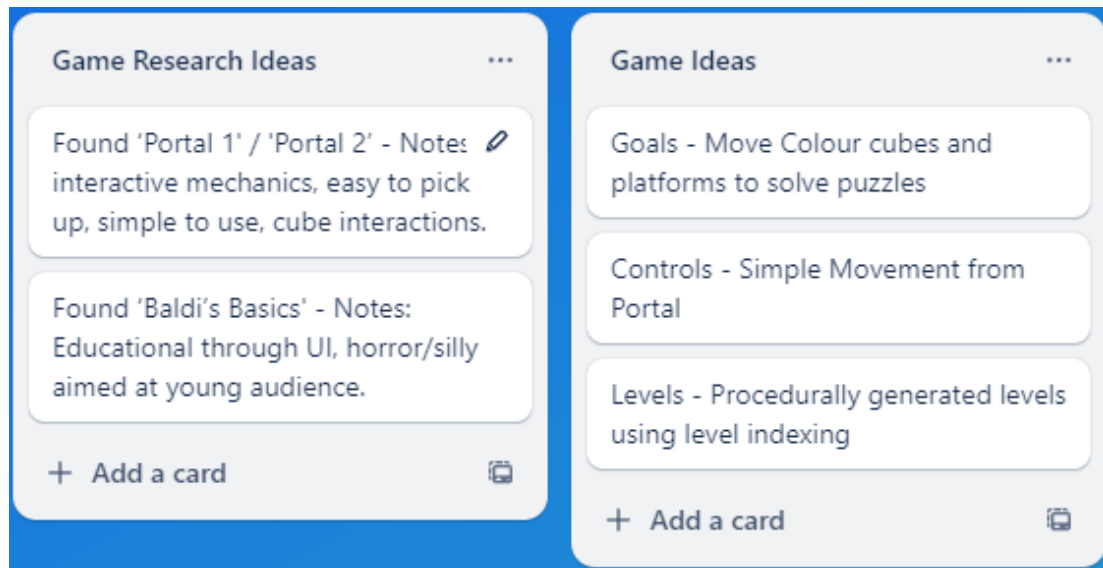 Game Research Ideas
Found ‘Portal 1' / 'Portal 2’ - Notes
interactive mechanics, easy to pick
up, simple to use, cube interactions.
Found ‘Baldi’s Basics' - Notes:
Educational through UI, horror/silly
aimed at young audience.
+ Add a card
Game Ideas
Goals - Move Colour cubes and
platforms to solve puzzles
Controls - Simple Movement from
Portal
Levels - Procedurally generated levels
using level indexing
+ Add a card